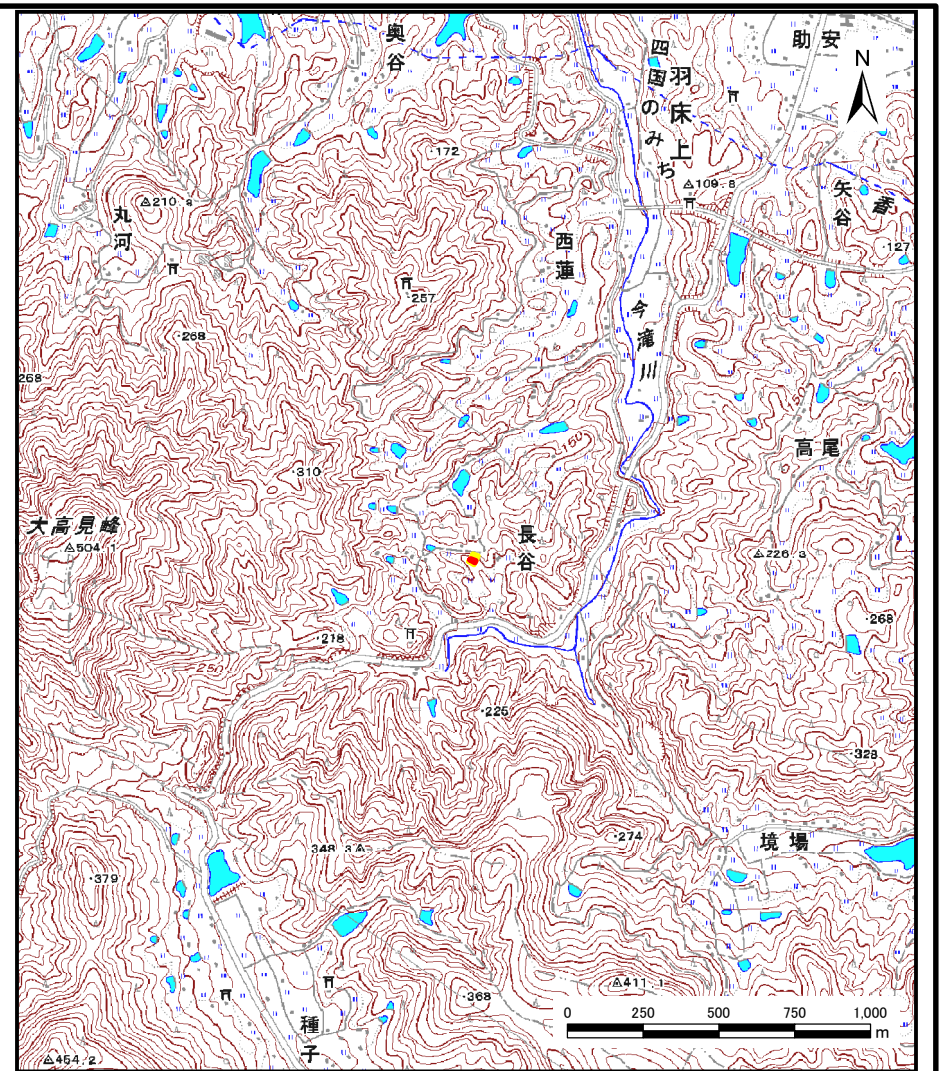 奥谷
助安
四国のみち
羽床上
N
・172
△210.9
△109.8
矢谷
香
丸河
西蓮
・127
・257
今滝川
・268
268
150
高尾
・310
大高見峰
△504.1
長谷
△226.3
・218
・268
250
・225
・328
・274
348.3△
境場
・379
△411.1
・368
0 250 500 750 1,000
m
種子
△454.2